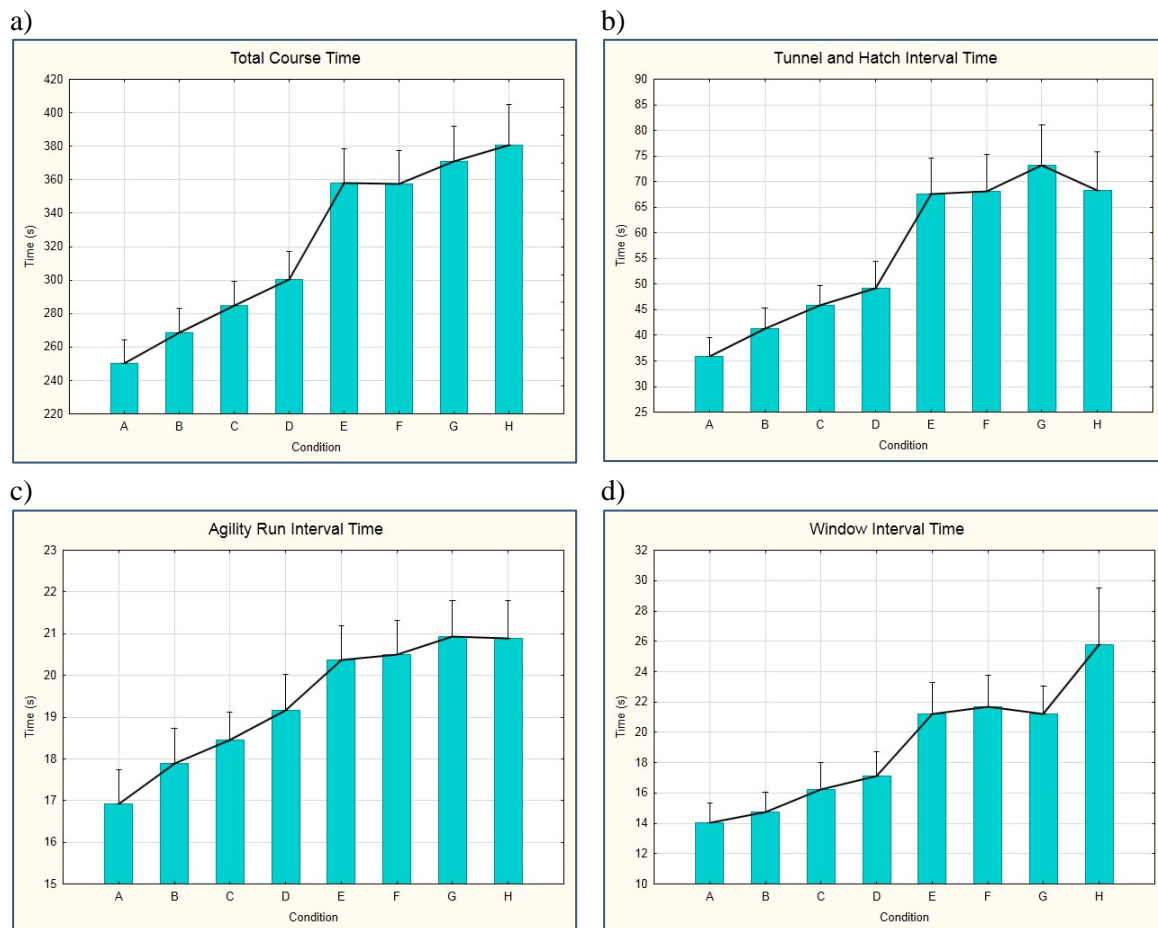 a)
Total Course Time
420
400
380
360
340
320
300
280
260
240
220
Time (s)
A B C D E F G H
Condition
b)
Tunnel and Hatch Interval Time
90
85
80
75
70
65
60
55
50
45
40
35
30
25
Time (s)
A B C D E F G H
Condition
c)
Agility Run Interval Time
23
22
21
20
19
18
17
16
15
Time (s)
A B C D E F G H
Condition
d)
Window Interval Time
32
30
28
26
24
22
20
18
16
14
12
10
Time (s)
A B C D E F G H
Condition